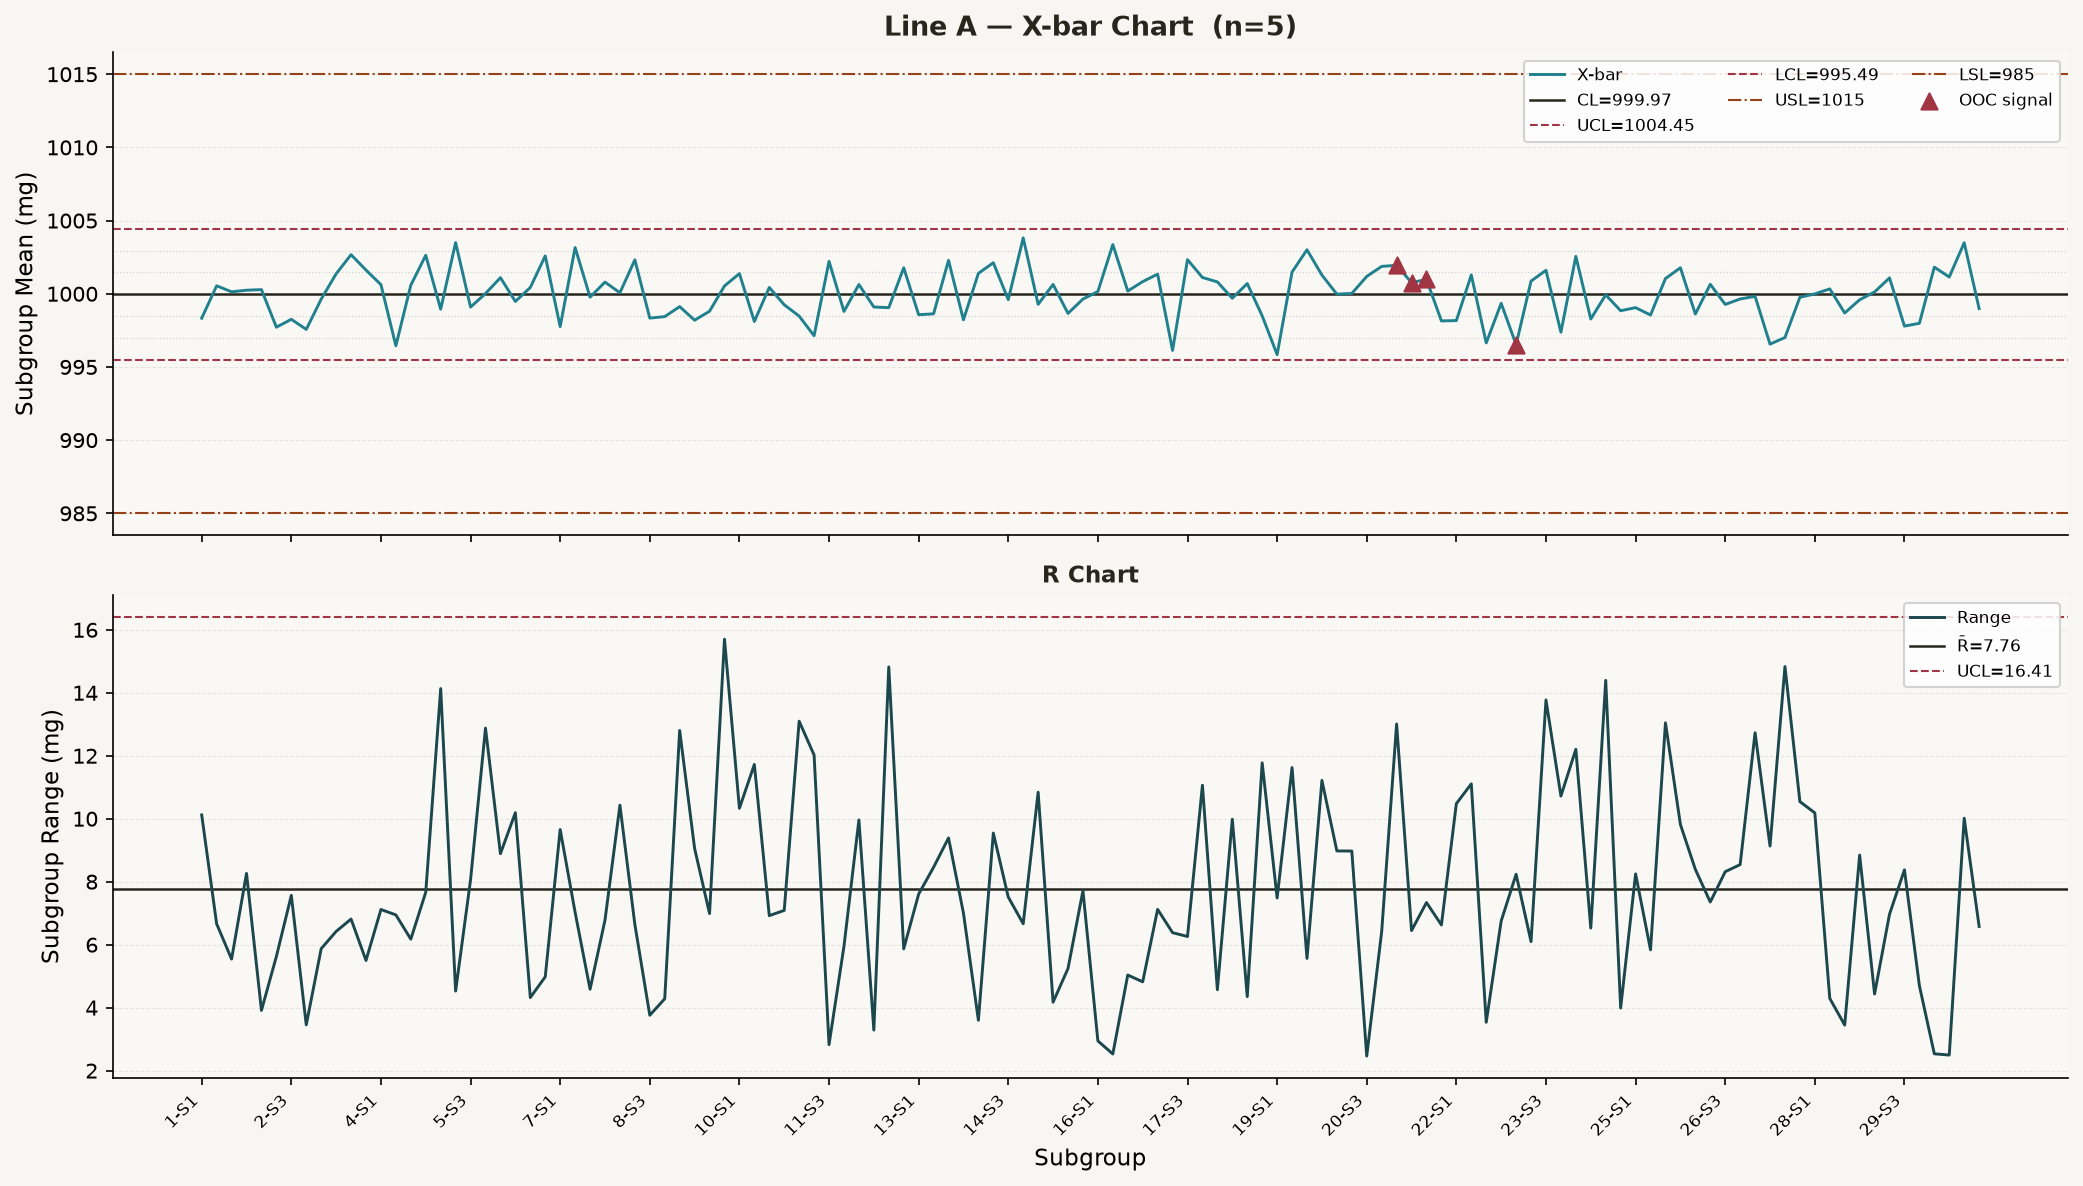 Line A — X-bar Chart  (n=5)
X-bar
CL=999.97
UCL=1004.45
LCL=995.49
USL=1015
LSL=985
OOC signal
Subgroup Mean (mg)
1015
1010
1005
1000
995
990
985
R Chart
Range
R̄=7.76
UCL=16.41
Subgroup Range (mg)
16
14
12
10
8
6
4
2
1-S1
2-S3
4-S1
5-S3
7-S1
8-S3
10-S1
11-S3
13-S1
14-S3
16-S1
17-S3
19-S1
20-S3
22-S1
23-S3
25-S1
26-S3
28-S1
29-S3
Subgroup